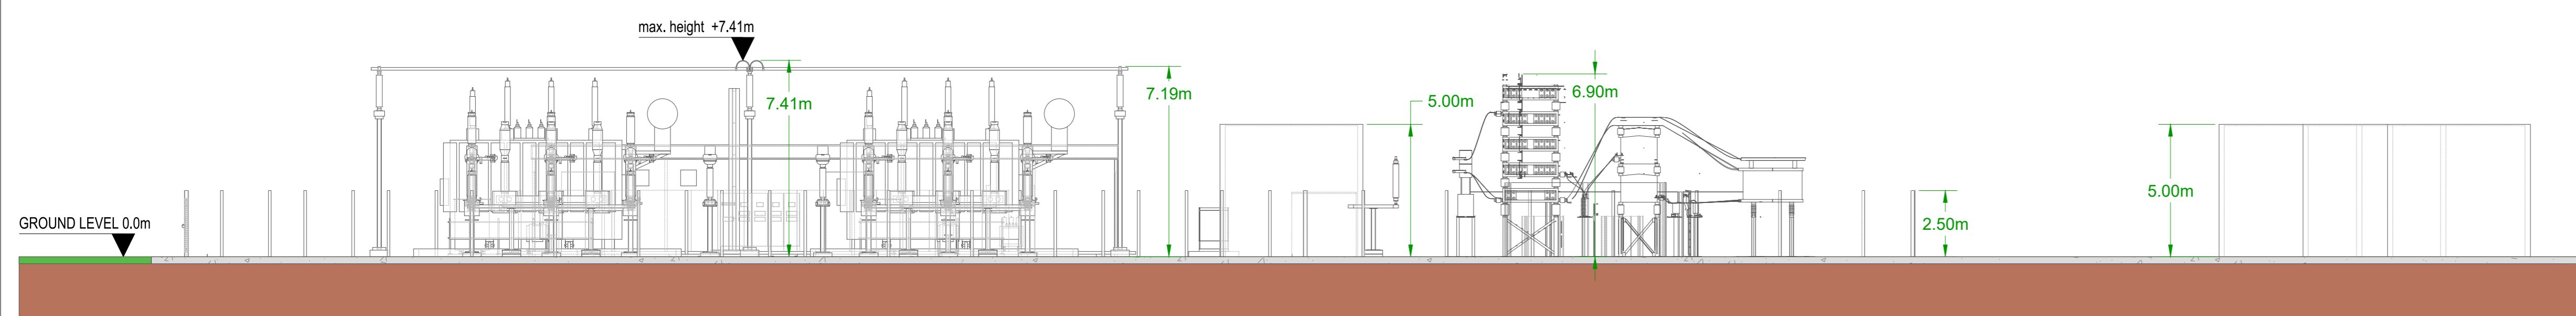 max. height +7.41m
7.41m
7.19m
5.00m
6.90m
5.00m
2.50m
GROUND LEVEL 0.0m